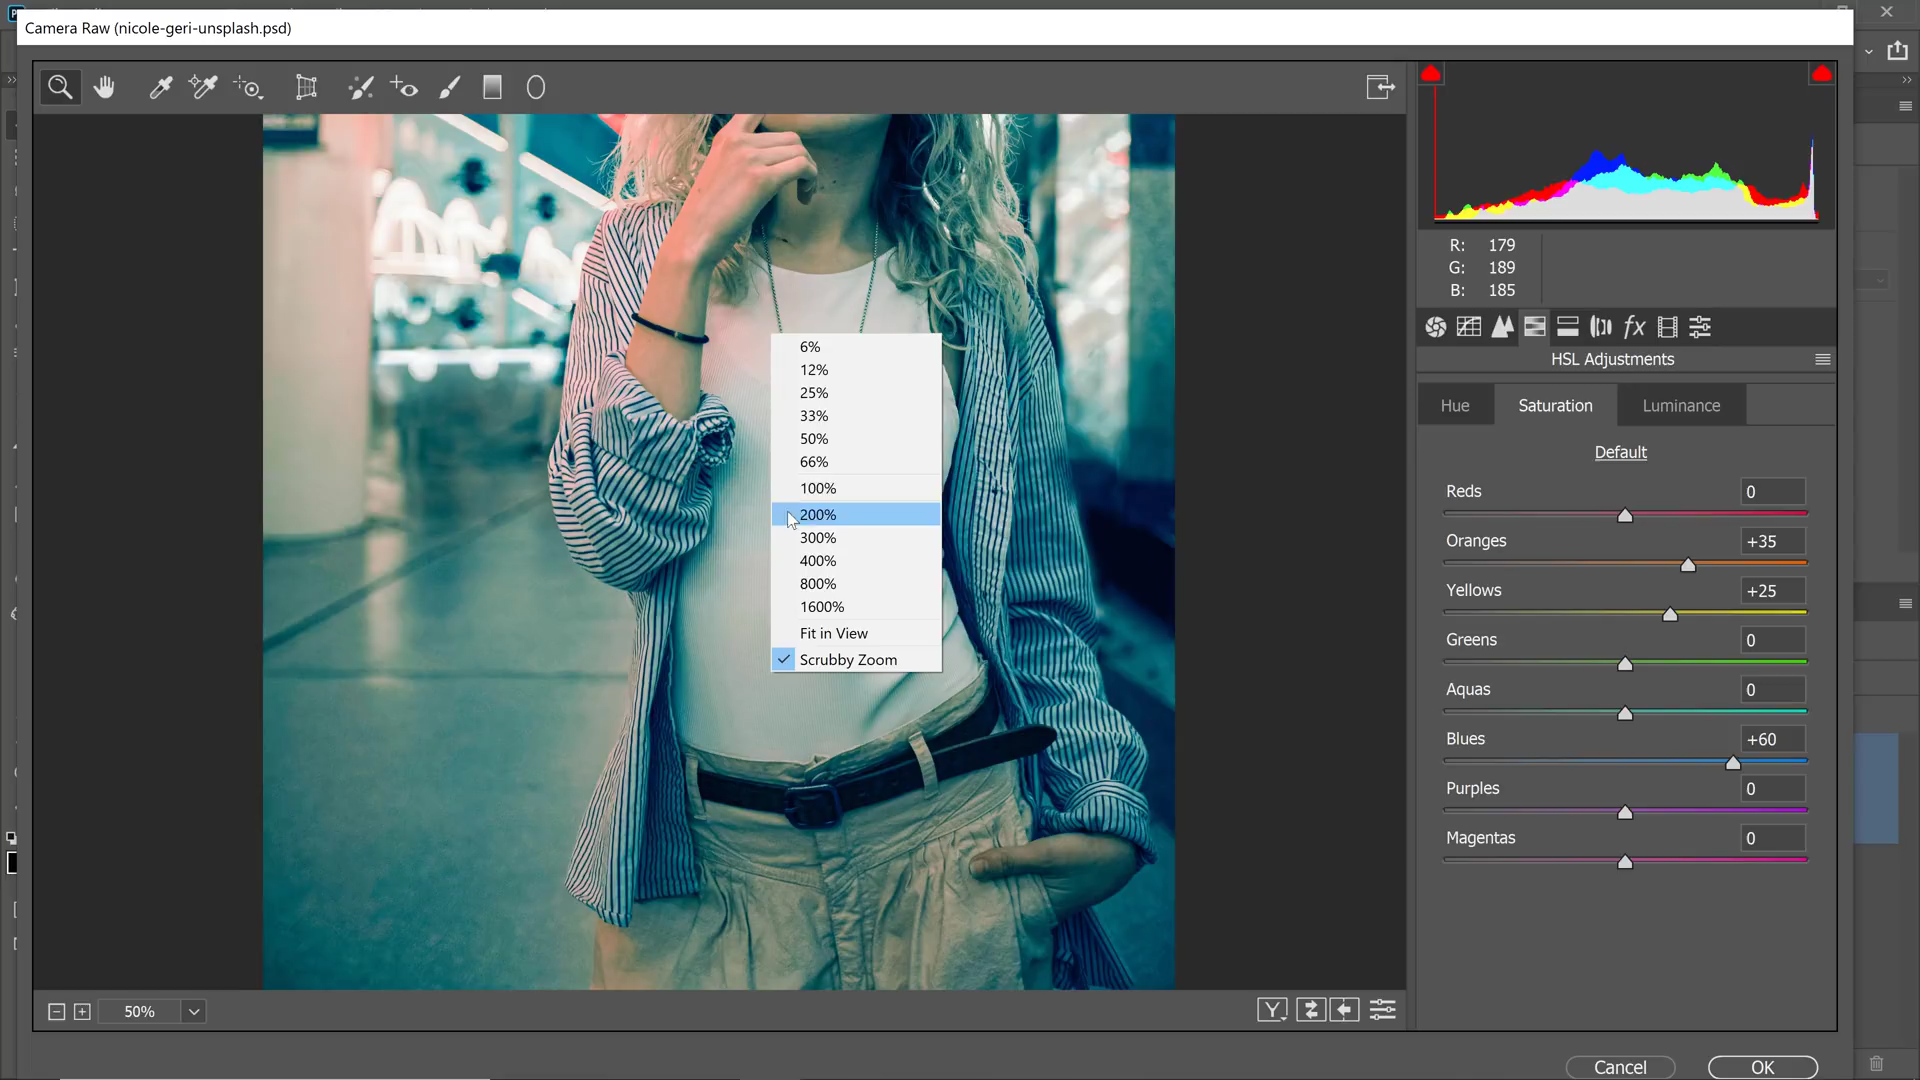 Camera Raw (nicole-geri-unsplash.psd)
R: 179
G: 189
B: 185
HSL Adjustments
Hue Saturation Luminance
Default
Reds 0
Oranges +35
Yellows +25
Greens 0
Aquas 0
Blues +60
Purples 0
Magentas 0
6%
12%
25%
33%
50%
66%
100%
200%
300%
400%
800%
1600%
Fit in View
Scrubby Zoom
50%
Y
Cancel OK